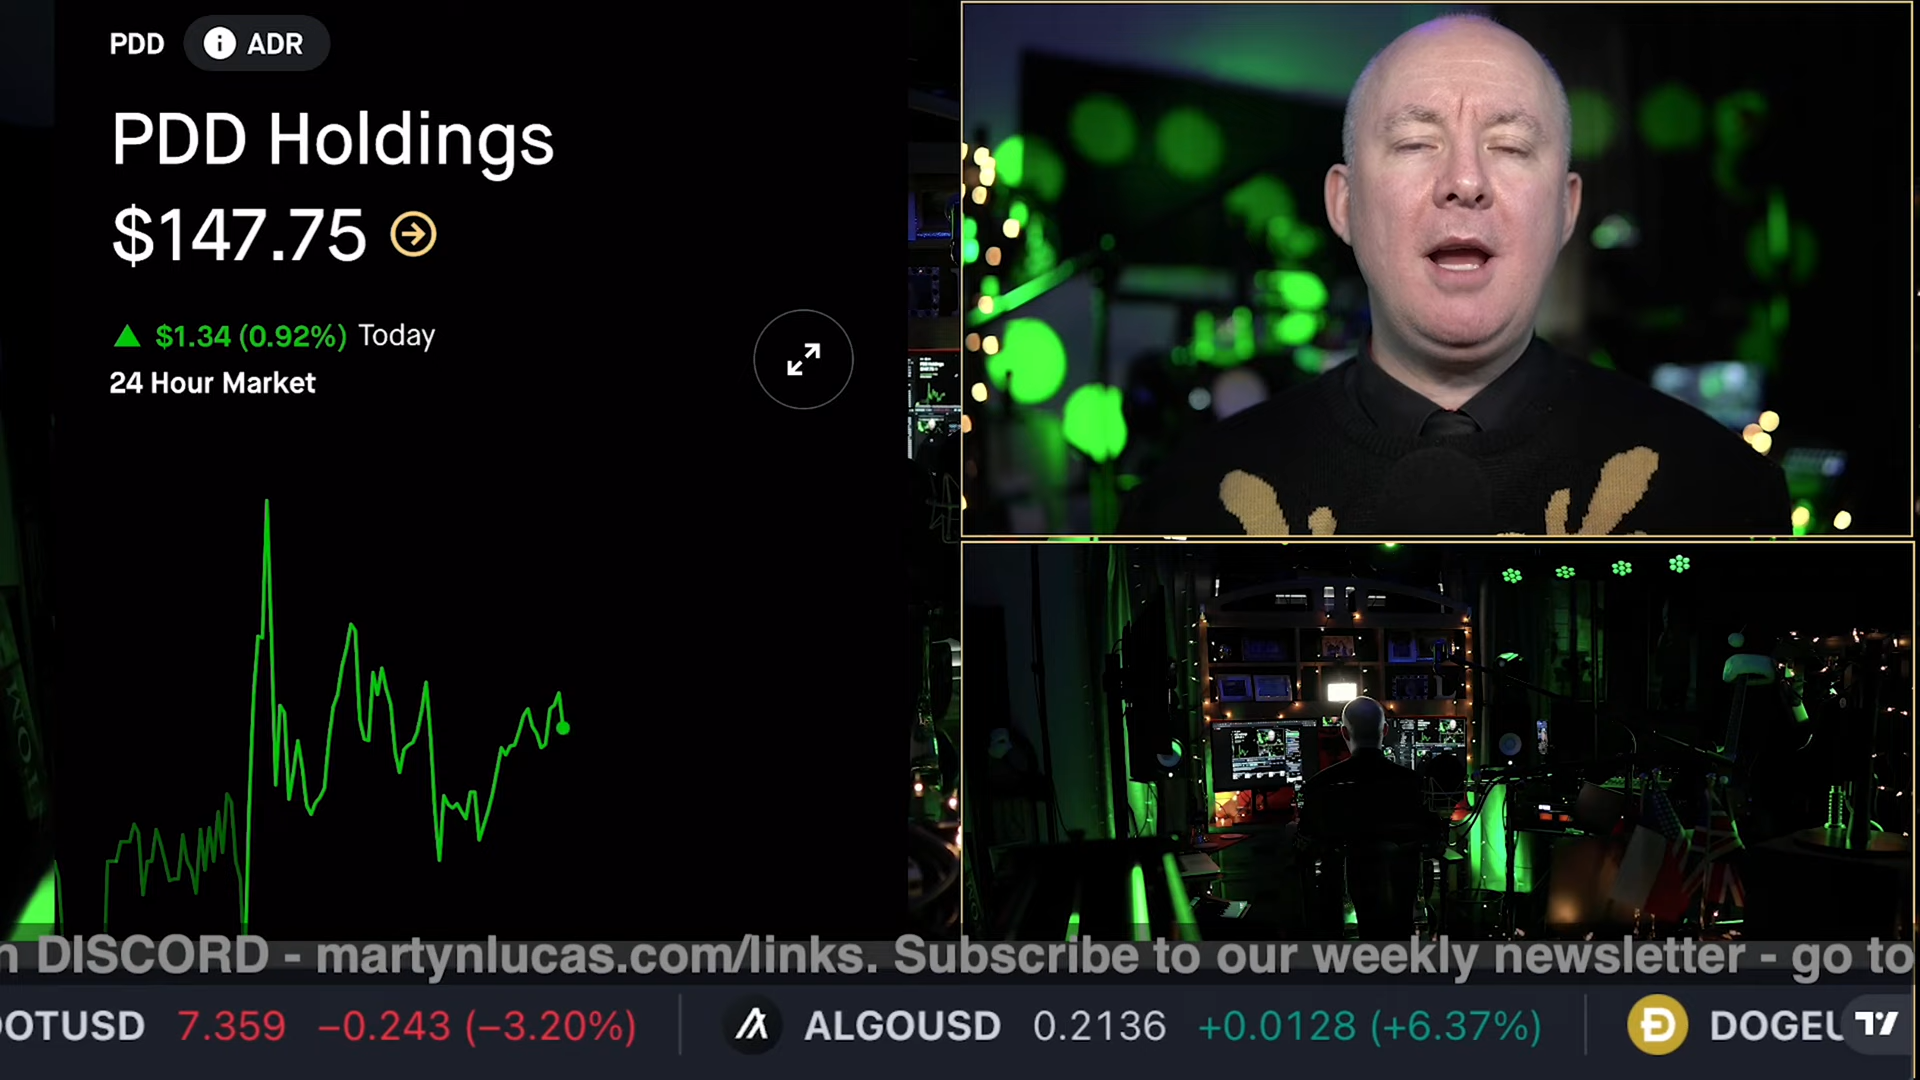 PDD ADR
PDD Holdings
$147.75
$1.34 (0.92%) Today
24 Hour Market
n DISCORD - martynlucas.com/links. Subscribe to our weekly newsletter - go to
OTUSD 7.359 −0.243 (−3.20%) ALGOUSD 0.2136 +0.0128 (+6.37%) DOGEU